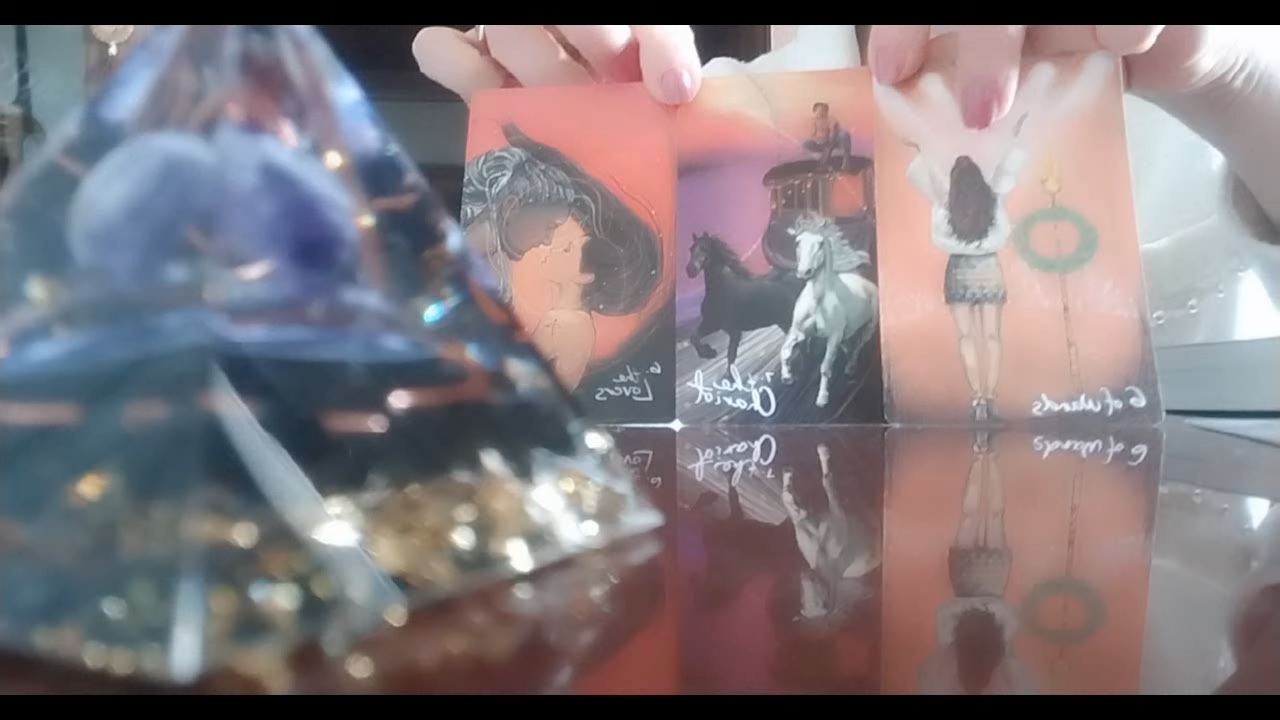 6. the
Lovers
7. the
Chariot
6 of wands